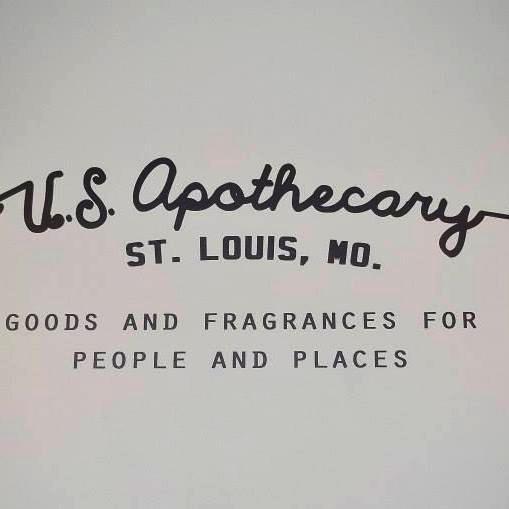 U.S. Apothecary
ST. LOUIS, MO.
GOODS AND FRAGRANCES FOR
PEOPLE AND PLACES